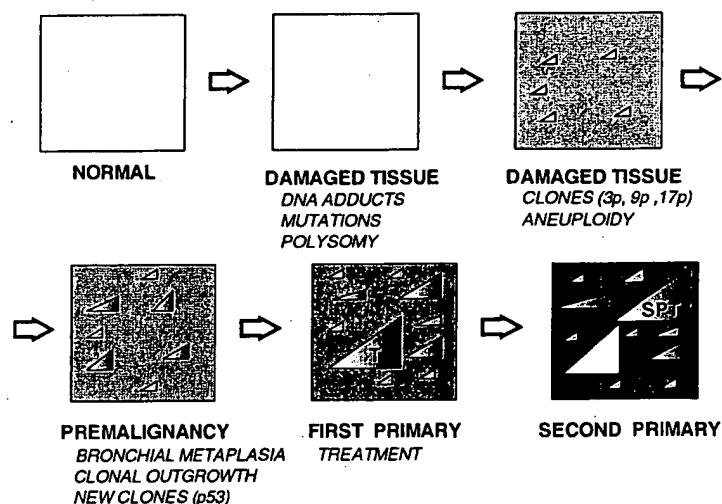 NORMAL
DAMAGED TISSUE
DNA ADDUCTS
MUTATIONS
POLYSOMY
DAMAGED TISSUE
CLONES (3p, 9p ,17p)
ANEUPLOIDY
PREMALIGNANCY
BRONCHIAL METAPLASIA
CLONAL OUTGROWTH
NEW CLONES (p53)
T
FIRST PRIMARY
TREATMENT
SPT
SECOND PRIMARY